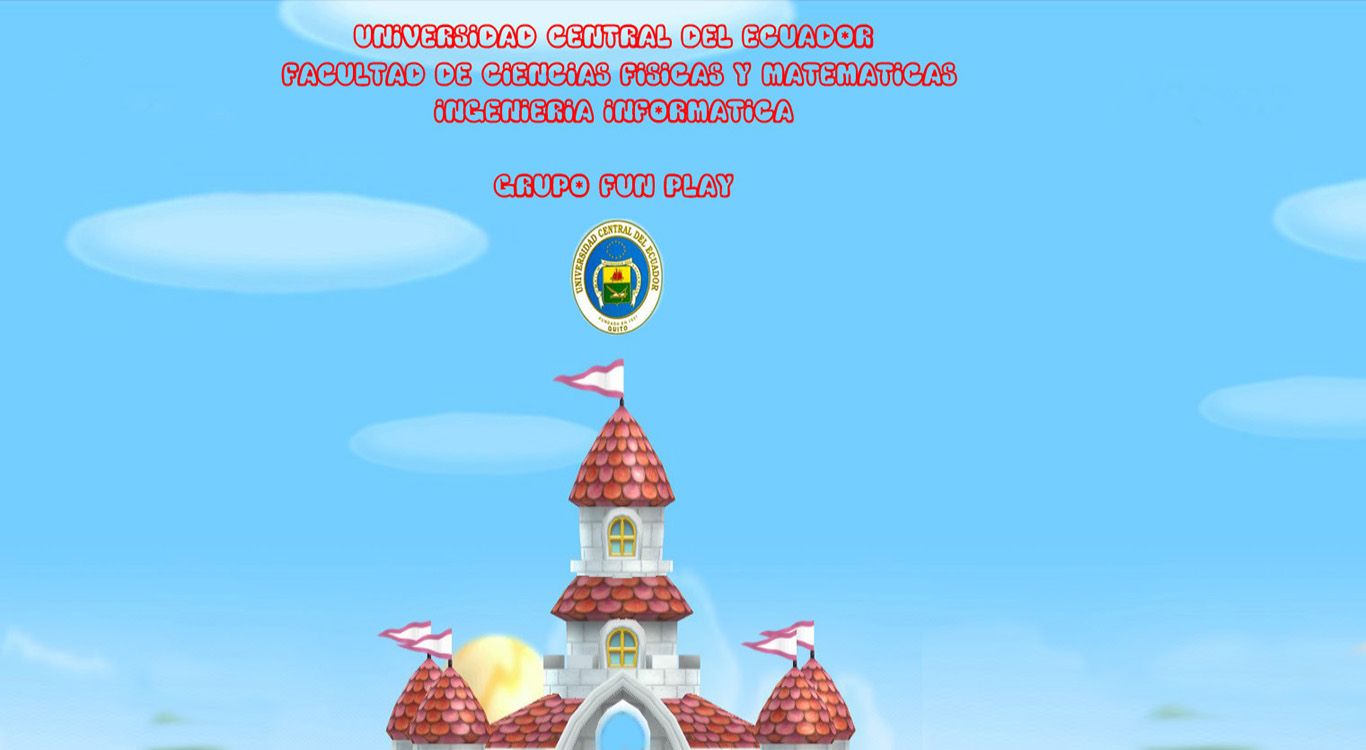 UNIVERSIDAD CENTRAL DEL ECUADOR
FACULTAD DE CIENCIAS FISICAS Y MATEMATICAS
INGENIERIA INFORMATICA
GRUPO FUN PLAY
UNIVERSIDAD CENTRAL DEL ECUADOR
QUITO